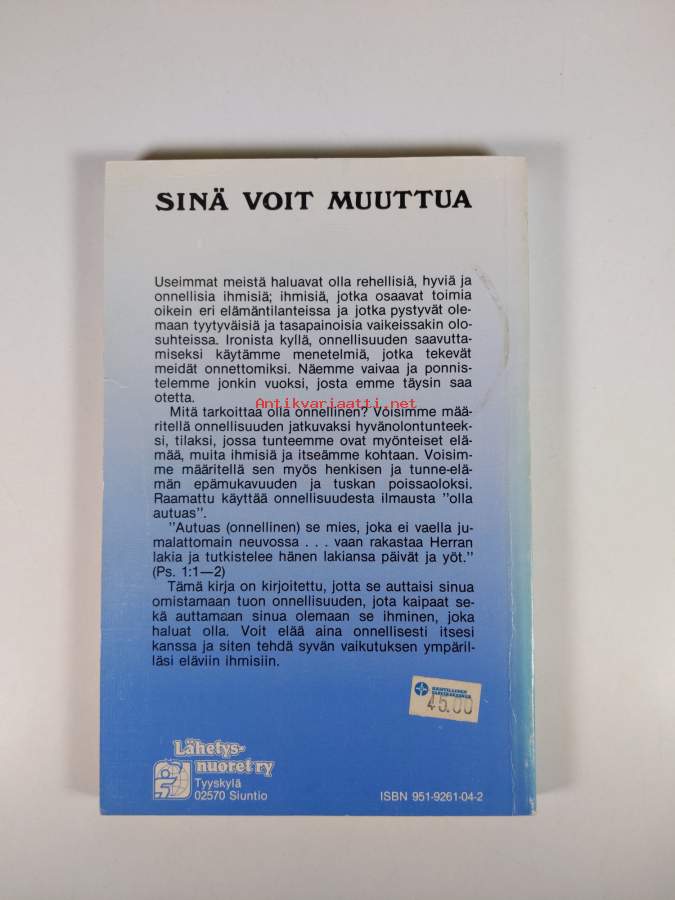 SINÄ VOIT MUUTTUA
Useimmat meistä haluavat olla rehellisiä, hyviä ja
onnellisia ihmisiä; ihmisiä, jotka osaavat toimia
oikein eri elämäntilanteissa ja jotka pystyvät ole-
maan tyytyväisiä ja tasapainoisia vaikeissakin olo-
suhteissa. Ironista kyllä, onnellisuuden saavutta-
miseksi käytämme menetelmiä, jotka tekevät
meidät onnettomiksi. Näemme vaivaa ja ponnis-
telemme jonkin vuoksi, josta emme täysin saa
otetta.
Antikvariaatti.net
Mitä tarkoittaa olla onnellinen? Voisimme mää-
ritellä onnellisuuden jatkuvaksi hyvänolontunteek-
si, tilaksi, jossa tunteemme ovat myönteiset elä-
mää, muita ihmisiä ja itseämme kohtaan. Voisim-
me määritellä sen myös henkisen ja tunne-elä-
män epämukavuuden ja tuskan poissaoloksi.
Raamattu käyttää onnellisuudesta ilmausta "olla
autuas".
"Autuas (onnellinen) se mies, joka ei vaella ju-
malattomain neuvossa . . . vaan rakastaa Herran
lakia ja tutkistelee hänen lakiansa päivät ja yöt."
(Ps. 1:1—2)
Tämä kirja on kirjoitettu, jotta se auttaisi sinua
omistamaan tuon onnellisuuden, jota kaipaat se-
kä auttamaan sinua olemaan se ihminen, joka
haluat olla. Voit elää aina onnellisesti itsesi
kanssa ja siten tehdä syvän vaikutuksen ympäril-
läsi eläviin ihmisiin.
45.00
Lähetys-
nuoret ry
Tyyskylä
02570 Siuntio
ISBN 951-9261-04-2